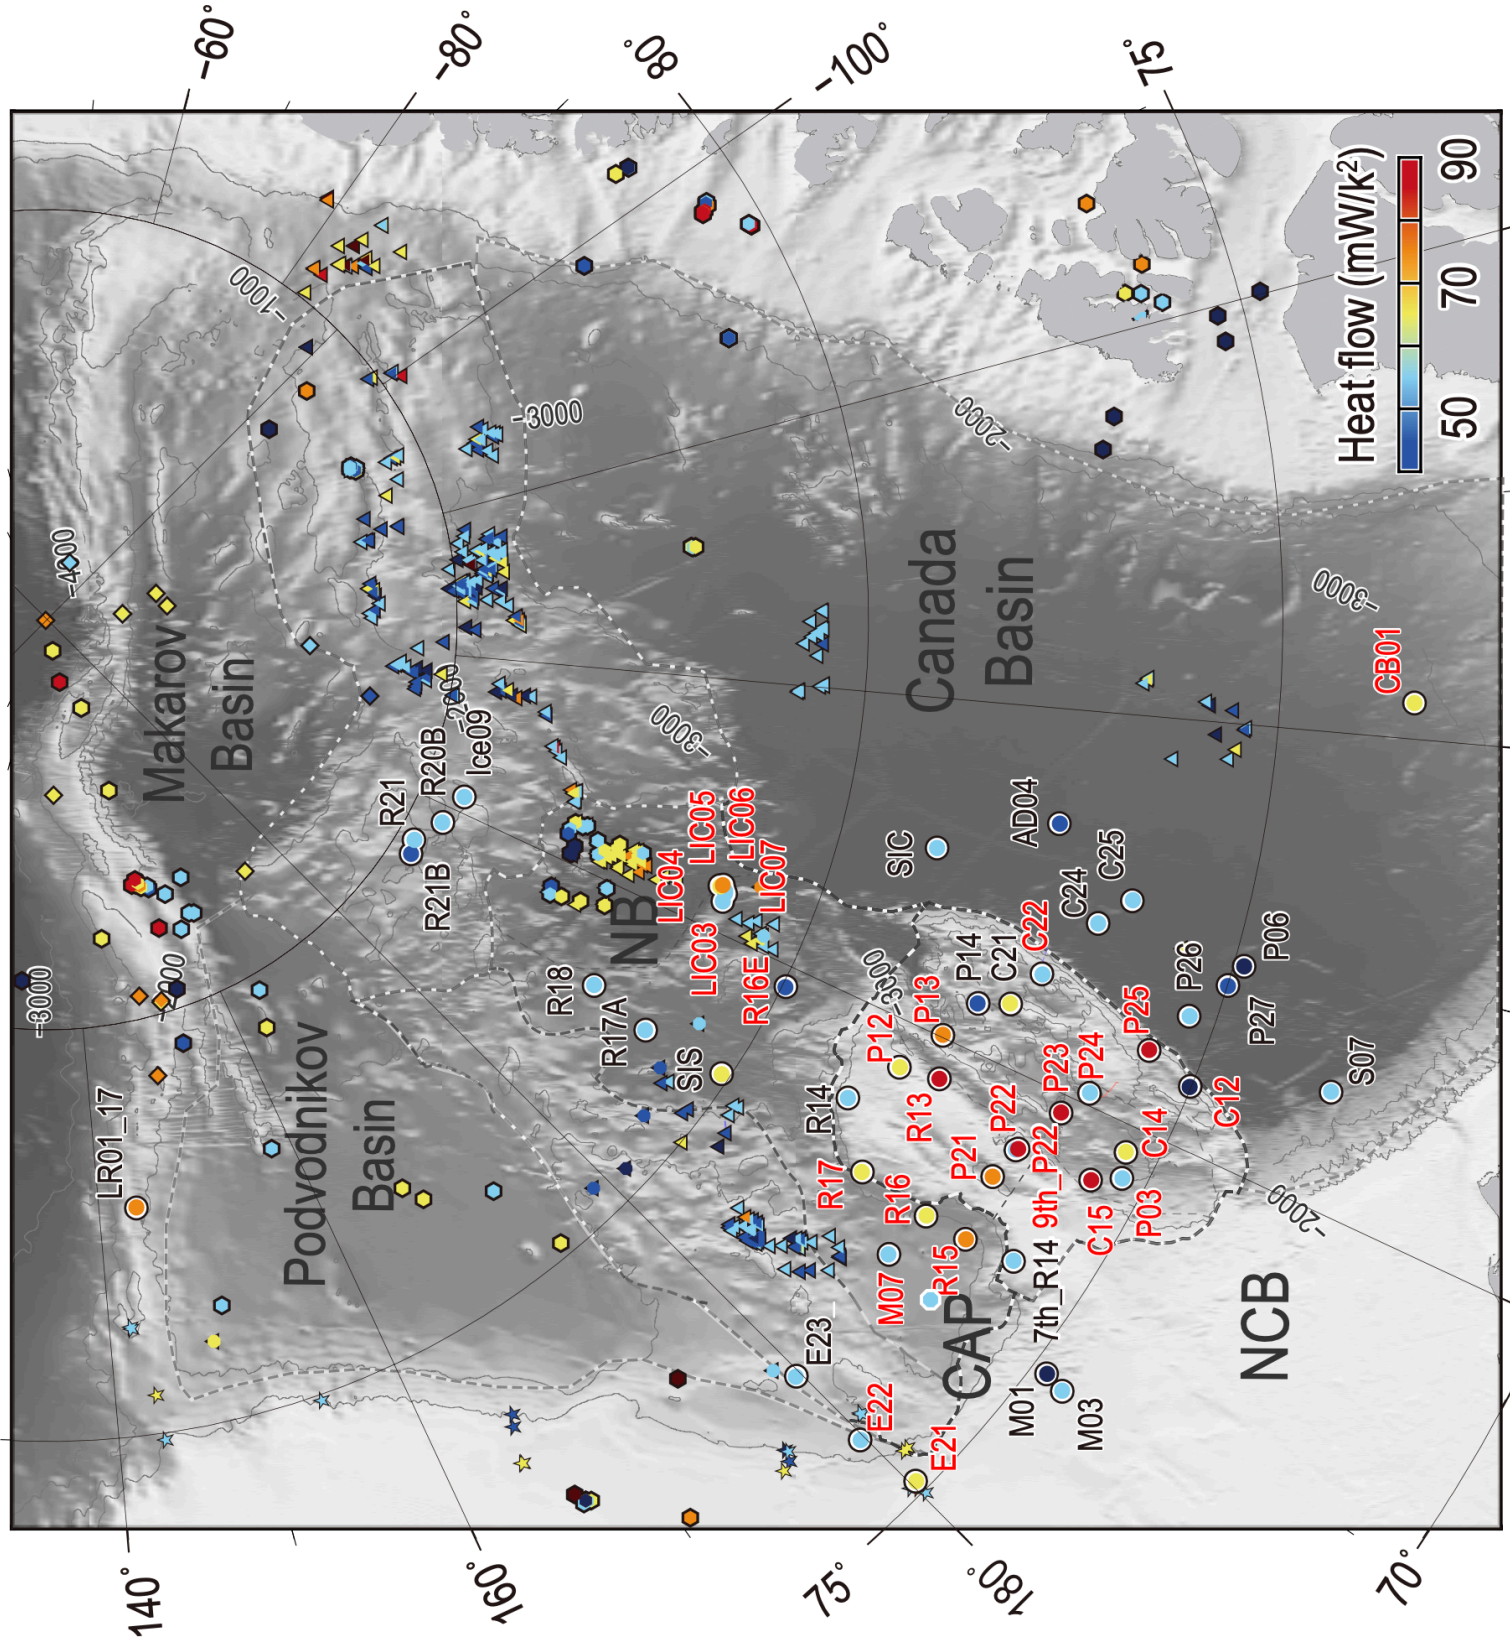 -60°
-80°
80°
-100°
75°
-1000
-4000
-3000
-2000
Makarov
Basin
R21
R20B
Ice09
-2000
R21B
-3000
Canada
Basin
-3000
CB01
Heat flow (mW/k²)
50
70
90
-3000
LR01_17
Podvodnikov
Basin
R18
R17A
NB
LIC04
LIC05
LIC06
LIC07
LIC03
R16E
SIS
SIC
AD04
C25
C24
C22
C21
P14
-3000
P13
P12
R13
R14
R17
R16
P21
P22
9th_P22
P23
P24
P25
P26
P06
P27
S07
C12
C14
P03
C15
-2000
M07
R15
7th_R14
CAP
NCB
E23
E22
E21
M01
M03
140°
160°
75°
180°
70°